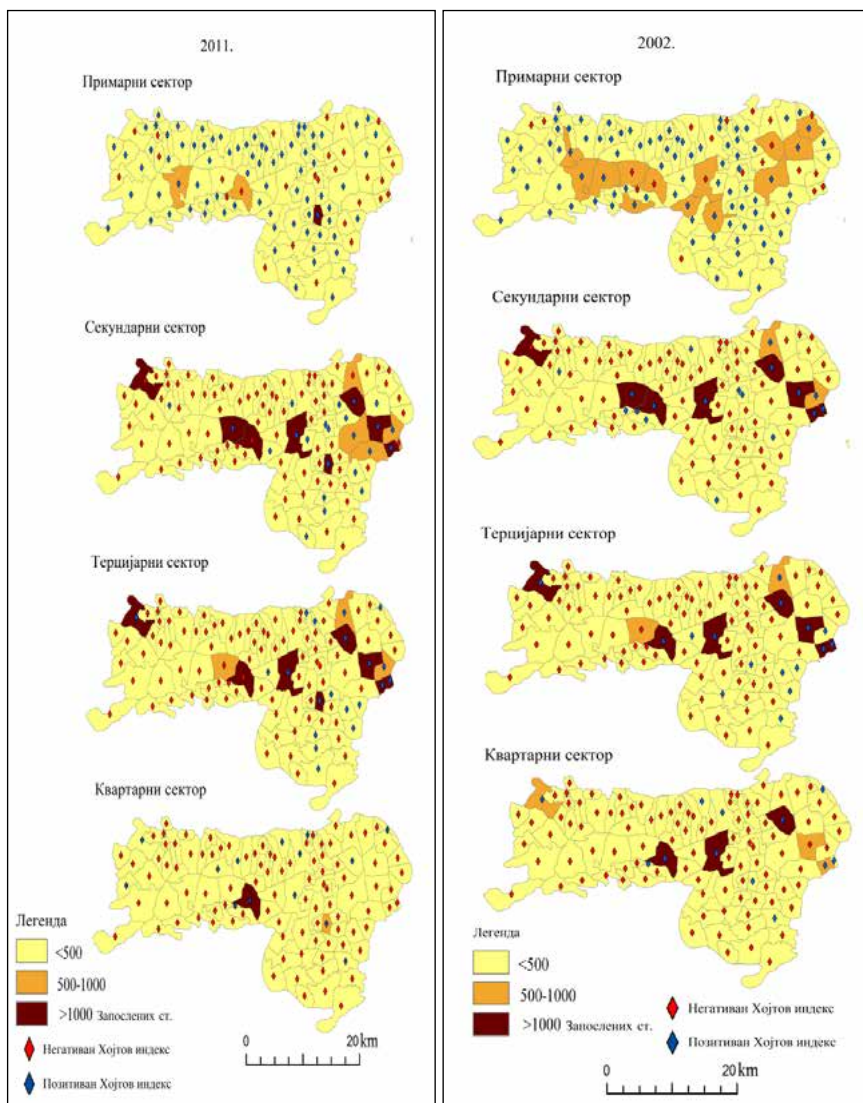 2011.
Примарни сектор
Секундарни сектор
Терцијарни сектор
Квартарни сектор
Легенда
<500
500-1000
>1000 Запослених ст.
Негативан Хојтов индекс
Позитиван Хојтов индекс
0 20 km
2002.
Примарни сектор
Секундарни сектор
Терцијарни сектор
Квартарни сектор
Легенда
<500
500-1000
>1000 Запослених ст.
Негативан Хојтов индекс
Позитиван Хојтов индекс
0 20 km